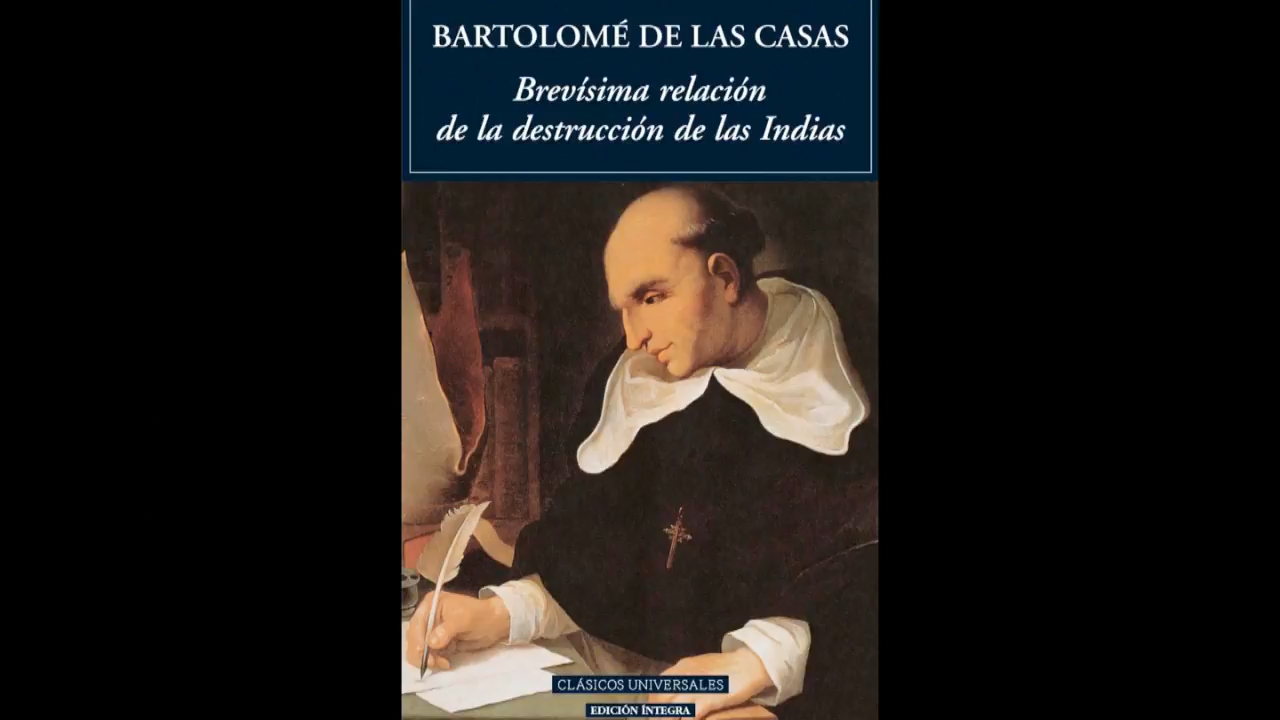 BARTOLOMÉ DE LAS CASAS
Brevísima relación
de la destrucción de las Indias
CLÁSICOS UNIVERSALES
EDICIÓN ÍNTEGRA